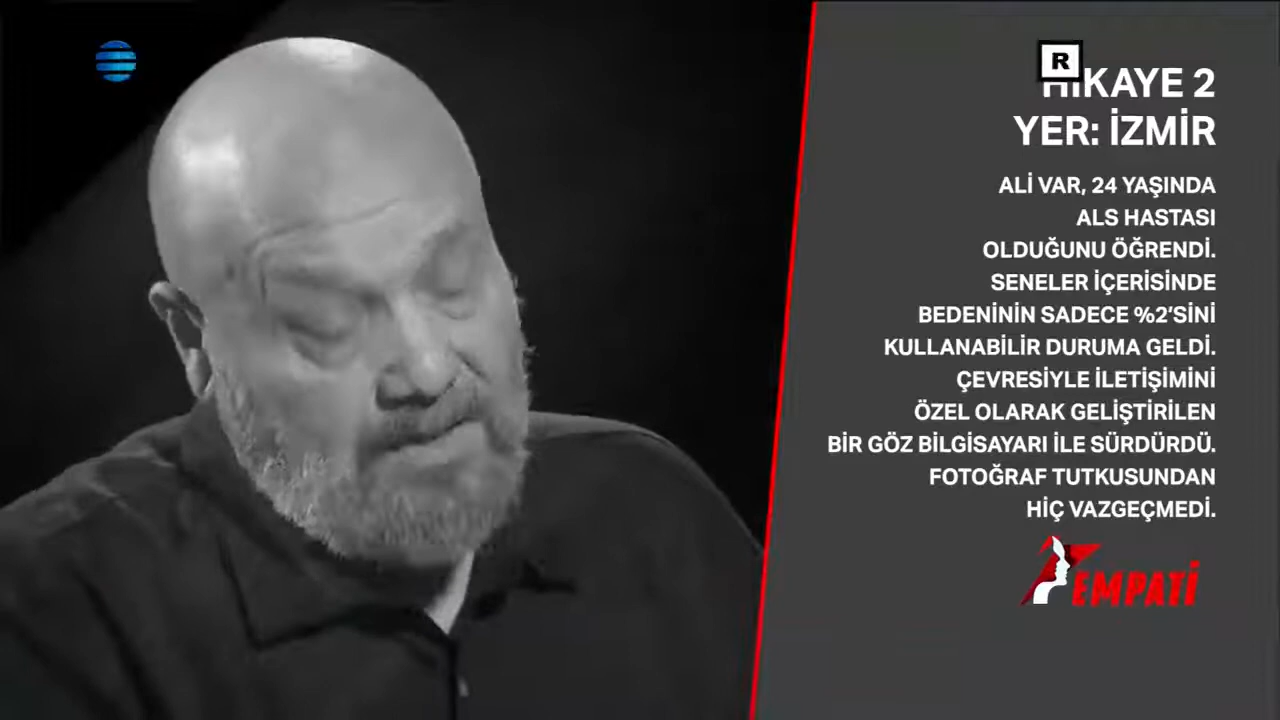 R
HİKAYE 2
YER: İZMİR
ALİ VAR, 24 YAŞINDA
ALS HASTASI
OLDUĞUNU ÖĞRENDİ.
SENELER İÇERİSİNDE
BEDENİNİN SADECE %2'SİNİ
KULLANABİLİR DURUMA GELDİ.
ÇEVRESİYLE İLETİŞİMİNİ
ÖZEL OLARAK GELİŞTİRİLEN
BİR GÖZ BİLGİSAYARI İLE SÜRDÜRDÜ.
FOTOĞRAF TUTKUSUNDAN
HİÇ VAZGEÇMEDİ.
EMPATİ